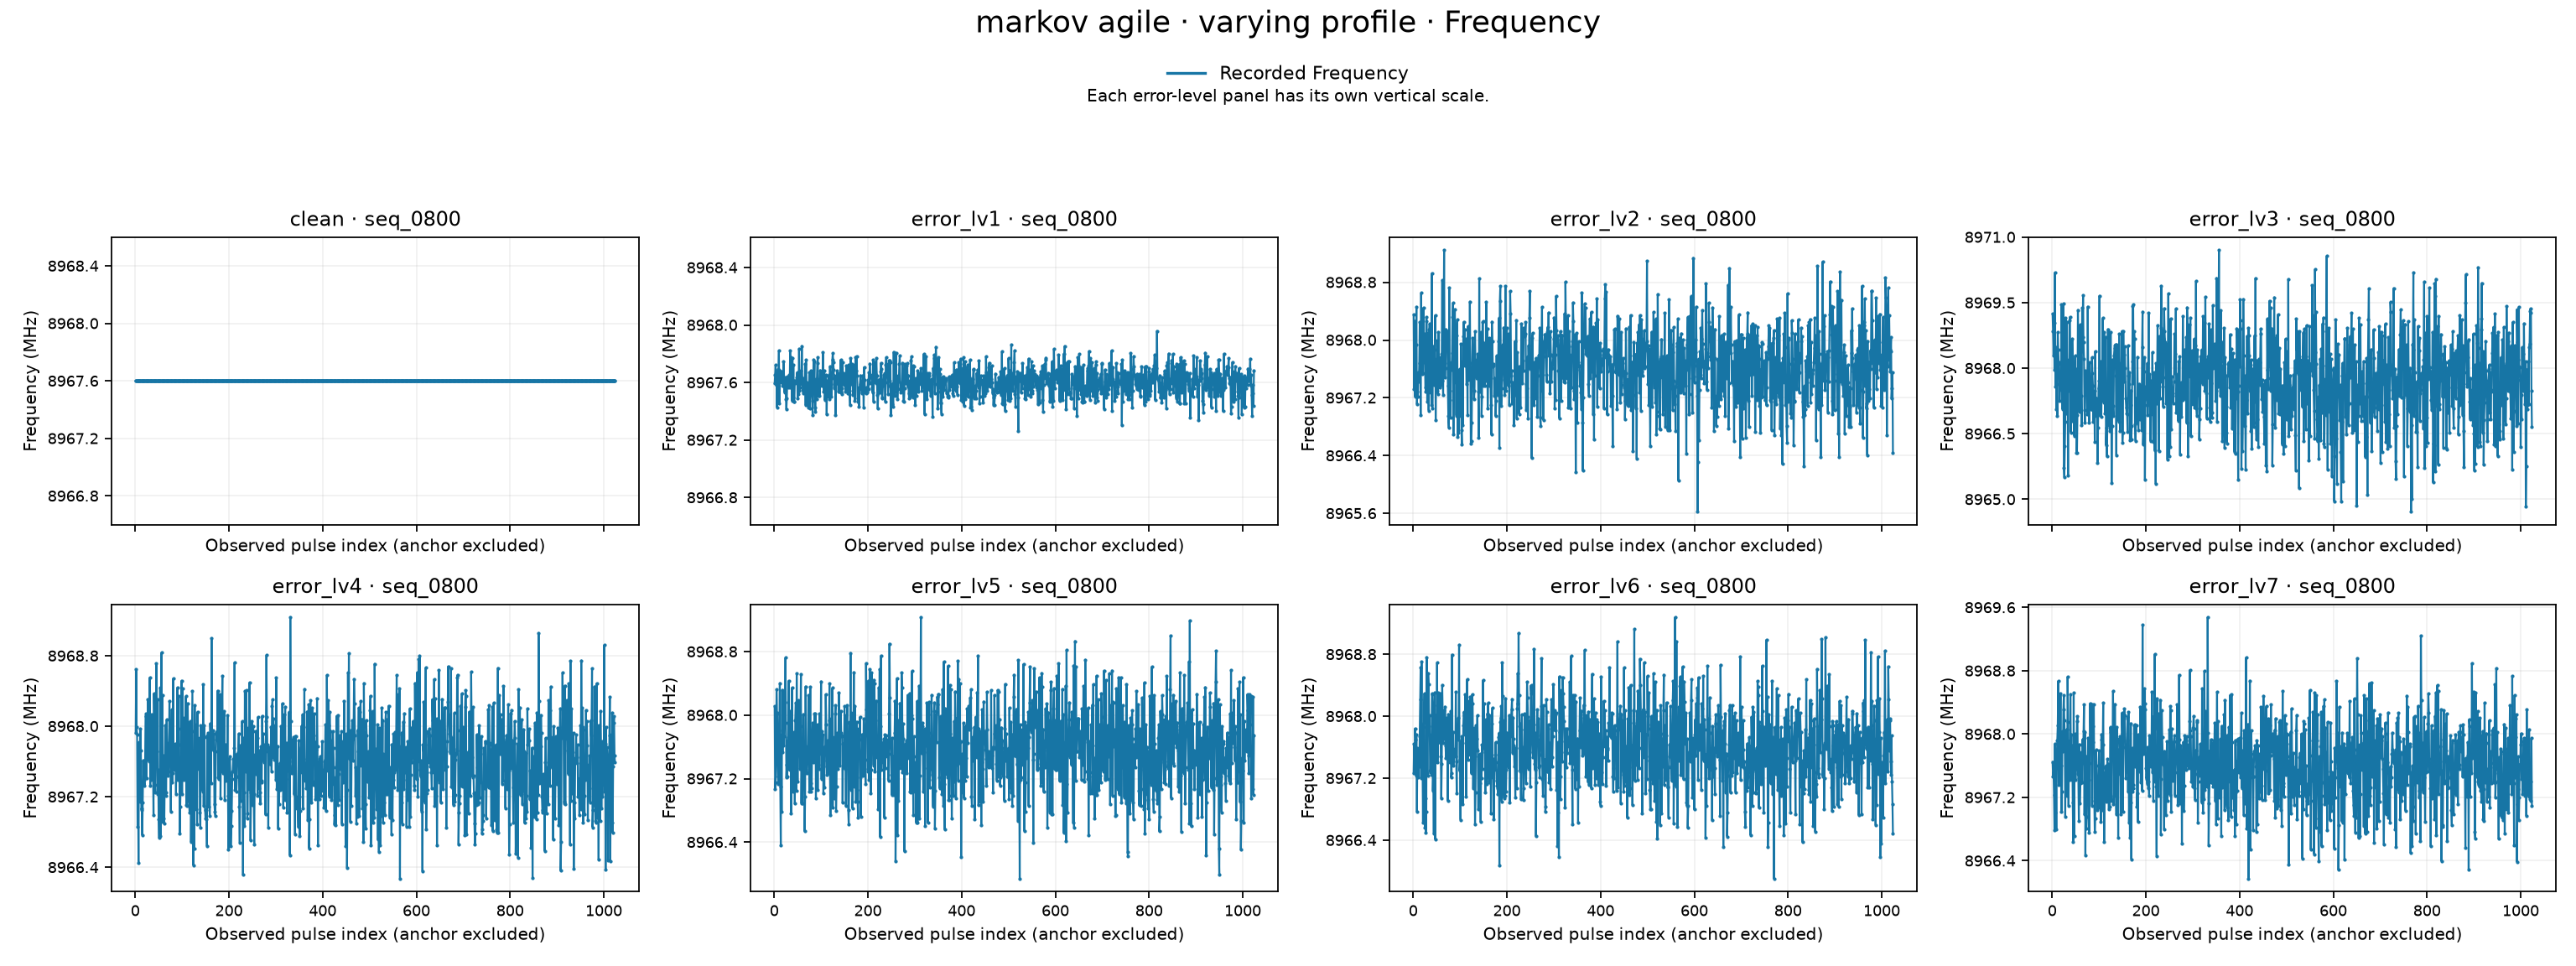 markov agile · varying profile · Frequency
Recorded Frequency
Each error-level panel has its own vertical scale.
clean · seq_0800
error_lv1 · seq_0800
error_lv2 · seq_0800
error_lv3 · seq_0800
Frequency (MHz)
8968.4
8968.0
8967.6
8967.2
8966.8
Observed pulse index (anchor excluded)
Frequency (MHz)
8968.4
8968.0
8967.6
8967.2
8966.8
Observed pulse index (anchor excluded)
Frequency (MHz)
8968.8
8968.0
8967.2
8966.4
8965.6
Observed pulse index (anchor excluded)
Frequency (MHz)
8971.0
8969.5
8968.0
8966.5
8965.0
Observed pulse index (anchor excluded)
error_lv4 · seq_0800
error_lv5 · seq_0800
error_lv6 · seq_0800
error_lv7 · seq_0800
Frequency (MHz)
8968.8
8968.0
8967.2
8966.4
0 200 400 600 800 1000
Observed pulse index (anchor excluded)
Frequency (MHz)
8968.8
8968.0
8967.2
8966.4
0 200 400 600 800 1000
Observed pulse index (anchor excluded)
Frequency (MHz)
8968.8
8968.0
8967.2
8966.4
0 200 400 600 800 1000
Observed pulse index (anchor excluded)
Frequency (MHz)
8969.6
8968.8
8968.0
8967.2
8966.4
0 200 400 600 800 1000
Observed pulse index (anchor excluded)